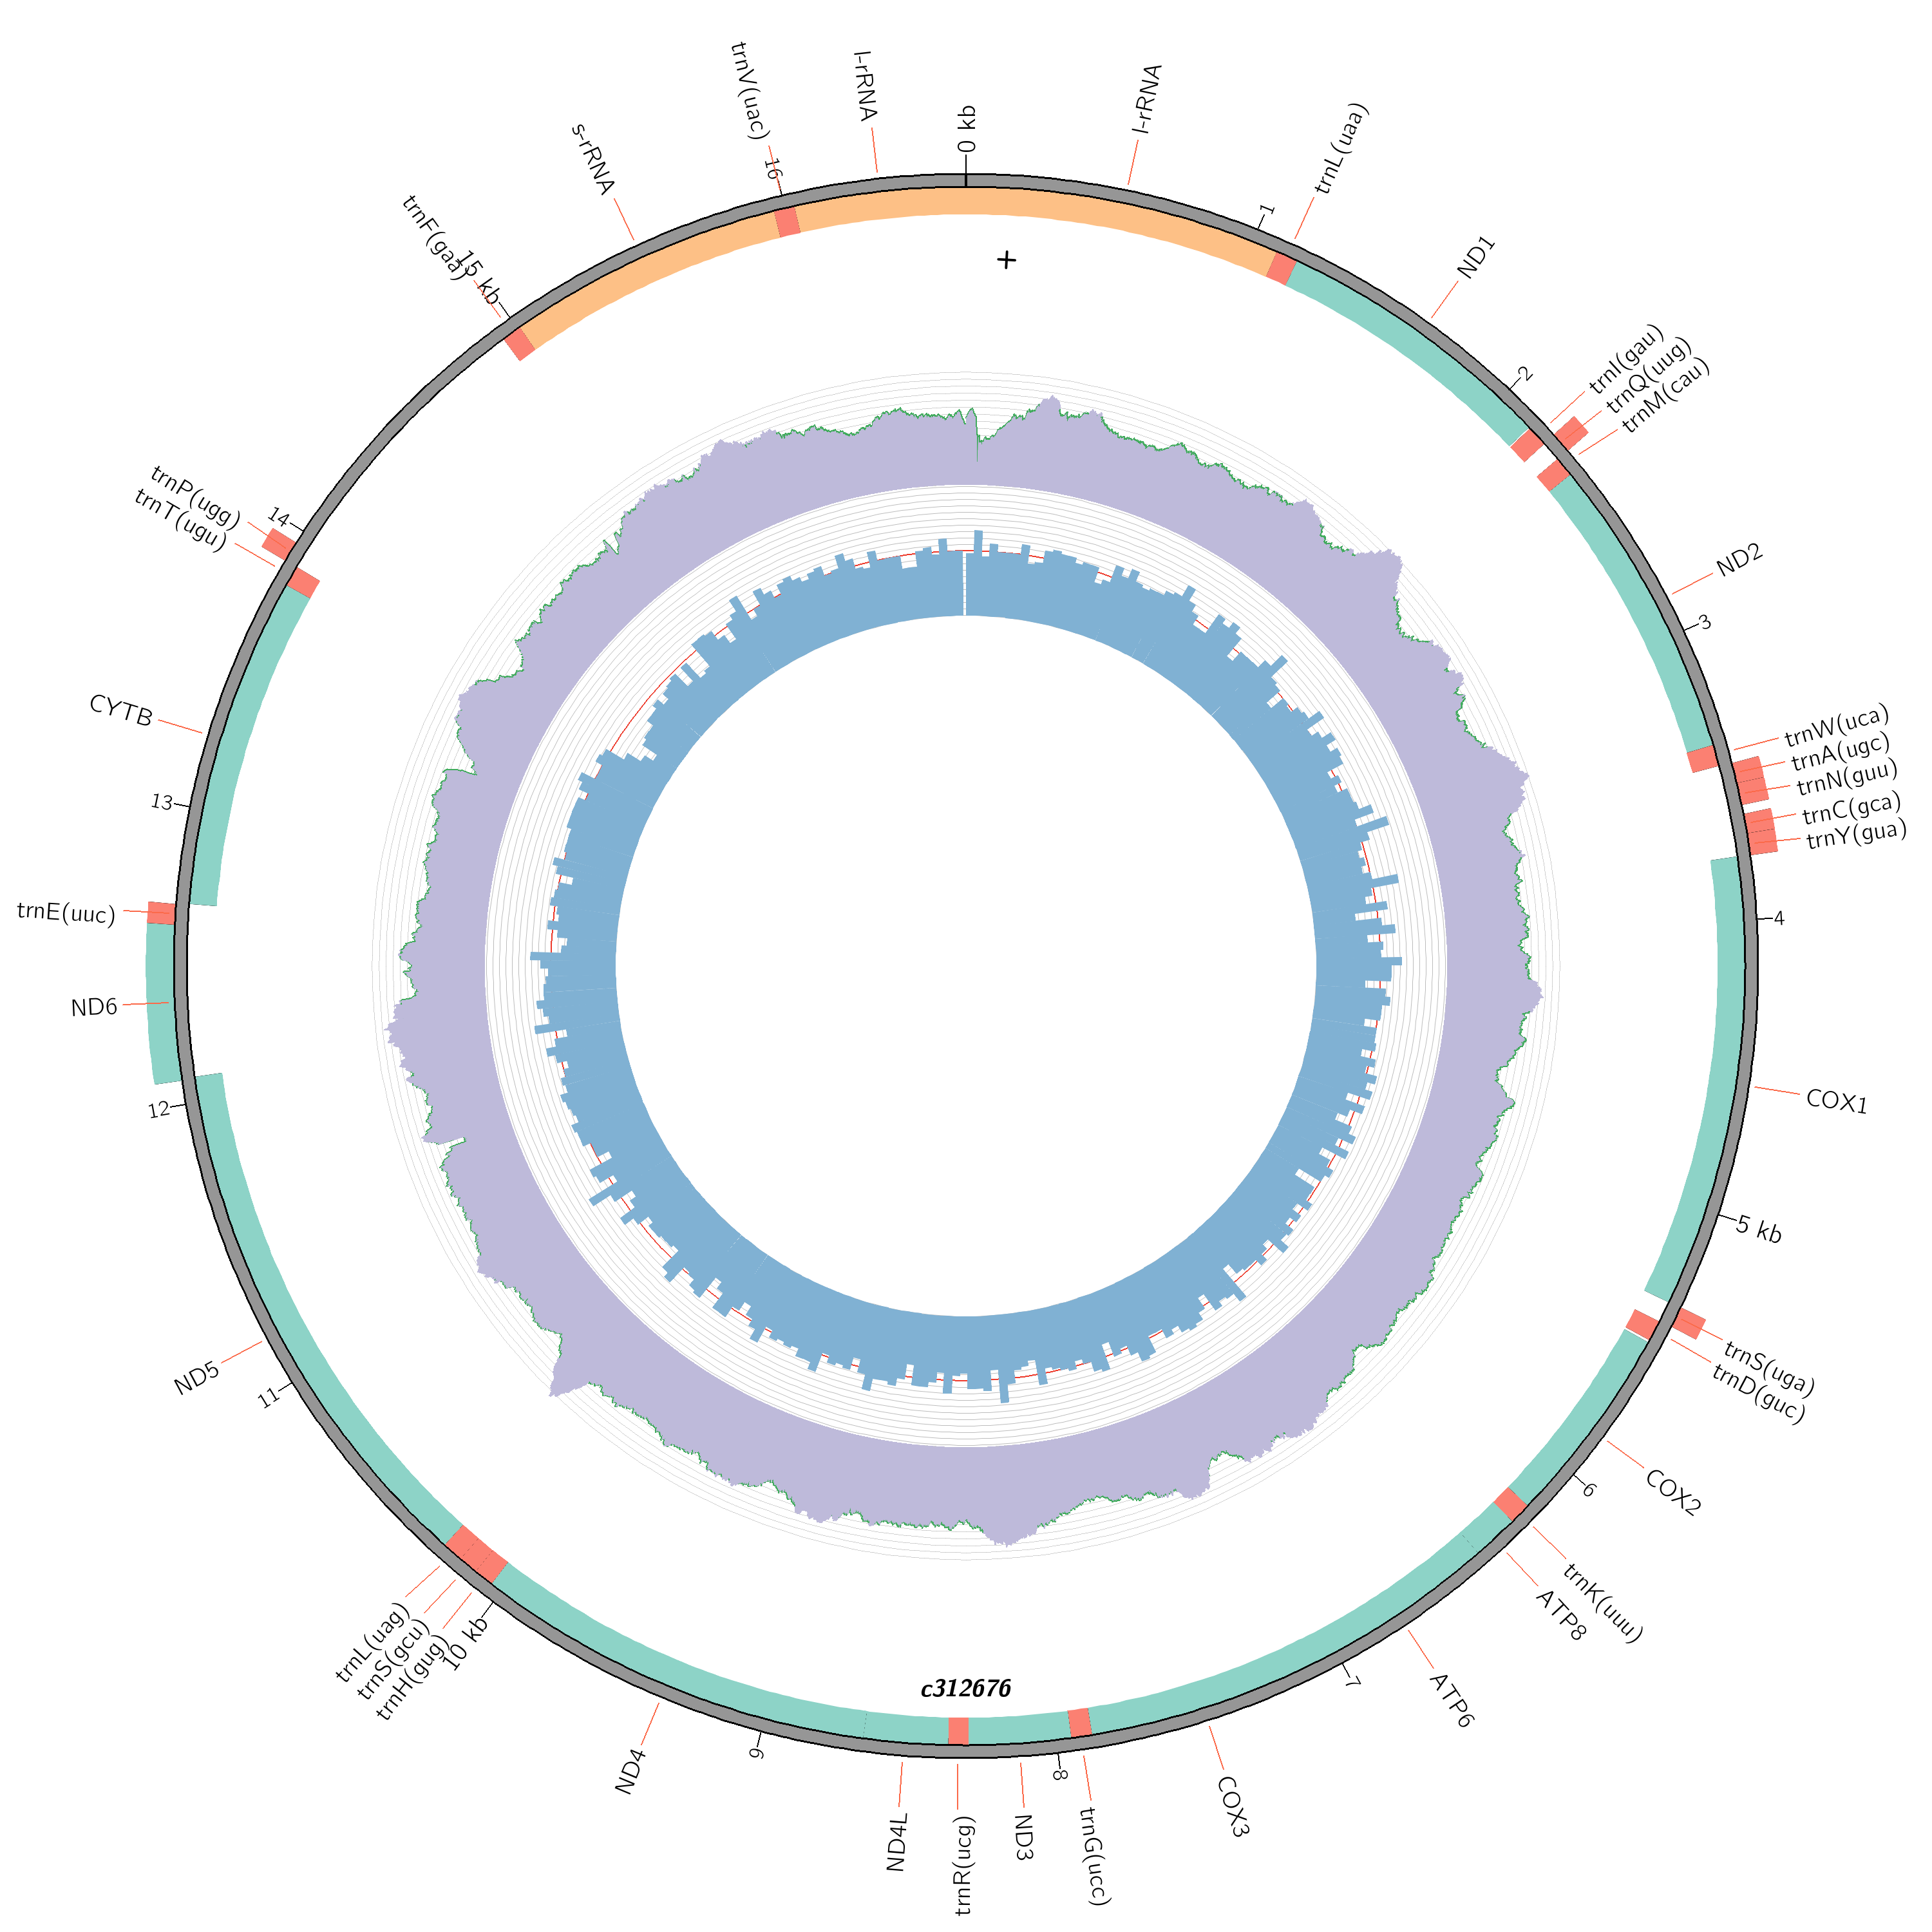 0 kb
l-rRNA
1
trnL(uaa)
ND1
2
trnI(gau)
trnQ(uug)
trnM(cau)
ND2
3
trnW(uca)
trnA(ugc)
trnN(guu)
trnC(gca)
trnY(gua)
4
COX1
5 kb
trnS(uga)
trnD(guc)
COX2
6
trnK(uuu)
ATP8
ATP6
7
COX3
trnG(ucc)
8
ND3
trnR(ucg)
ND4L
9
ND4
10 kb
trnH(gug)
trnS(gcu)
trnL(uag)
11
ND5
12
ND6
trnE(uuc)
13
CYTB
trnT(ugu)
trnP(ugg)
14
trnF(gaa)
15 kb
s-rRNA
trnV(uac)
16
l-rRNA
+
c312676